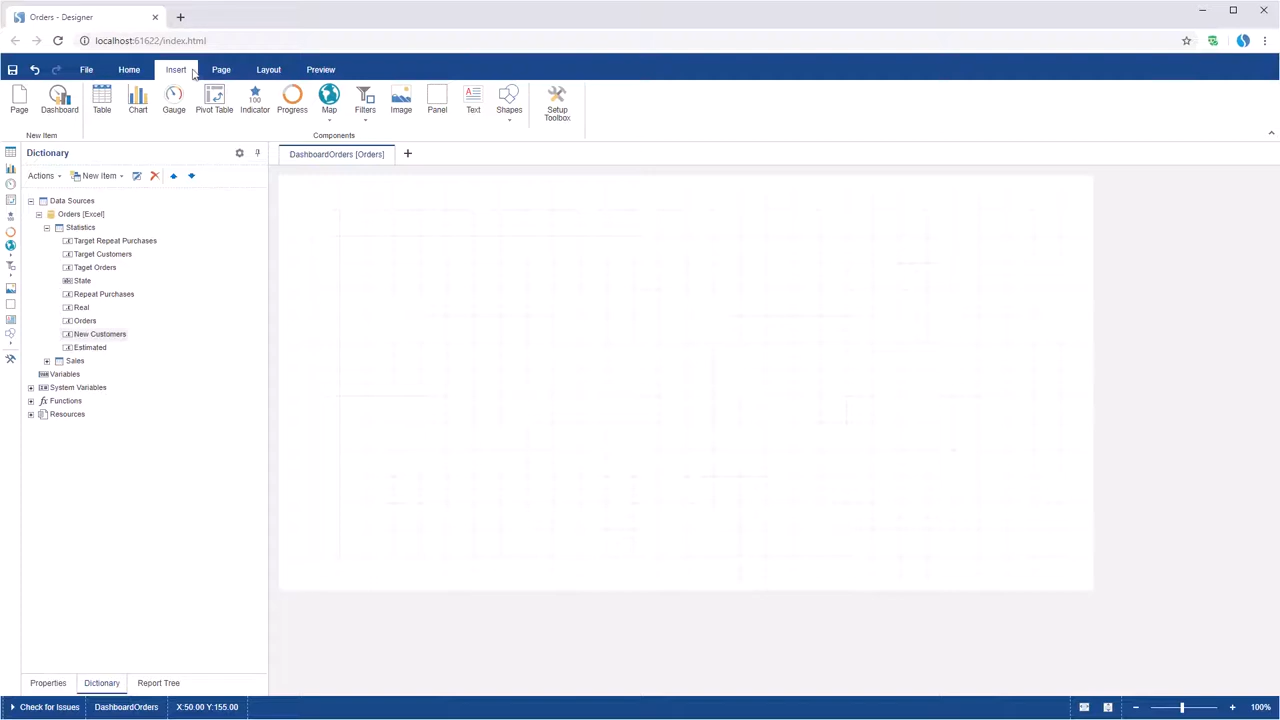 Orders - Designer
localhost:61622/index.html
File Home Insert Page Layout Preview
Page Dashboard Table Chart Gauge Pivot Table 100 Indicator Progress Map Filters Image Panel Text Shapes Setup Toolbox
New Item Components
Dictionary
DashboardOrders [Orders]
Actions New Item
Data Sources
Orders [Excel]
Statistics
Target Repeat Purchases
Target Customers
Taget Orders
State
Repeat Purchases
Real
Orders
New Customers
Estimated
Sales
Variables
System Variables
Functions
Resources
Properties Dictionary Report Tree
Check for Issues DashboardOrders X:50.00 Y:155.00 100%